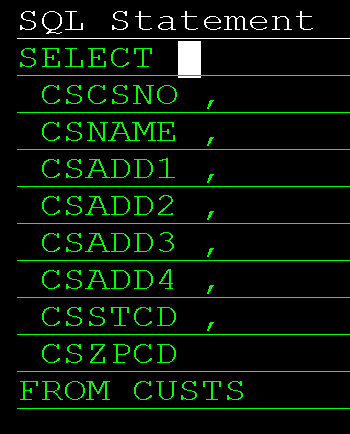 SQL Statement
SELECT
CSCSNO ,
CSNAME ,
CSADD1 ,
CSADD2 ,
CSADD3 ,
CSADD4 ,
CSSTCD ,
CSZPCD
FROM CUSTS